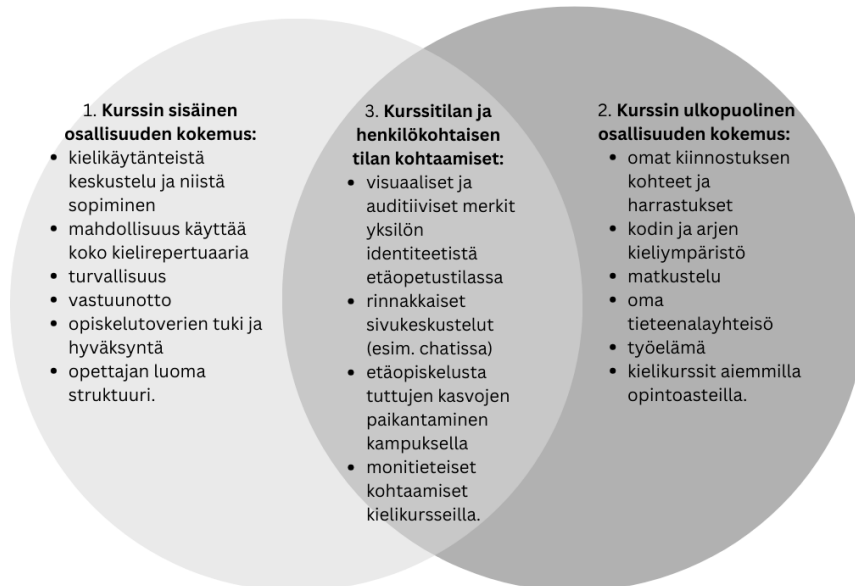 1. Kurssin sisäinen
osallisuuden kokemus:
• kielikäytänteistä
keskustelu ja niistä
sopiminen
• mahdollisuus käyttää
koko kielirepertuaaria
• turvallisuus
• vastuunotto
• opiskelutoverien tuki ja
hyväksyntä
• opettajan luoma
struktuuri.
3. Kurssitilan ja
henkilökohtaisen
tilan kohtaamiset:
• visuaaliset ja
auditiiviset merkit
yksilön
identiteetistä
etäopetustilassa
• rinnakkaiset
sivukeskustelut
(esim. chatissa)
• etäopiskelusta
tuttujen kasvojen
paikantaminen
kampuksella
• monitieteiset
kohtaamiset
kielikursseilla.
2. Kurssin ulkopuolinen
osallisuuden kokemus:
• omat kiinnostuksen
kohteet ja
harrastukset
• kodin ja arjen
kieliympäristö
• matkustelu
• oma
tieteenalayhteisö
• työelämä
• kielikurssit aiemmilla
opintoasteilla.